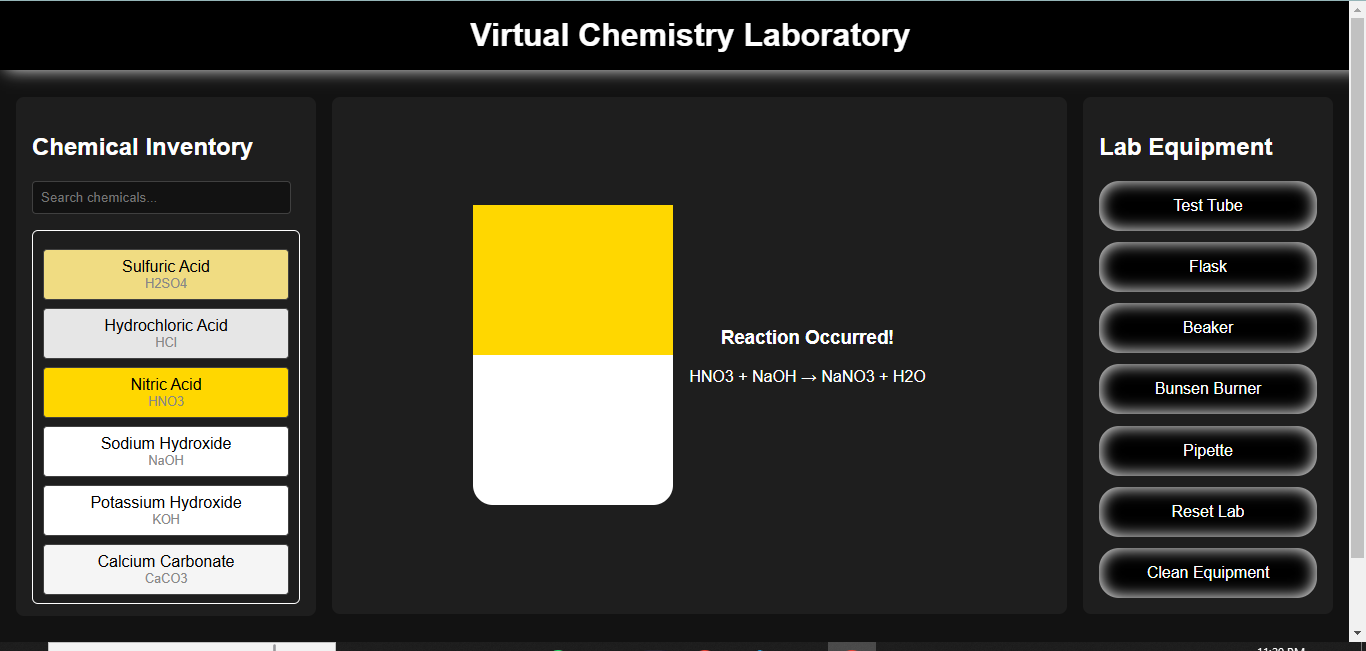 Virtual Chemistry Laboratory
Chemical Inventory
Search chemicals...
Sulfuric Acid
H2SO4
Hydrochloric Acid
HCl
Nitric Acid
HNO3
Sodium Hydroxide
NaOH
Potassium Hydroxide
KOH
Calcium Carbonate
CaCO3
Reaction Occurred!
HNO3 + NaOH → NaNO3 + H2O
Lab Equipment
Test Tube
Flask
Beaker
Bunsen Burner
Pipette
Reset Lab
Clean Equipment